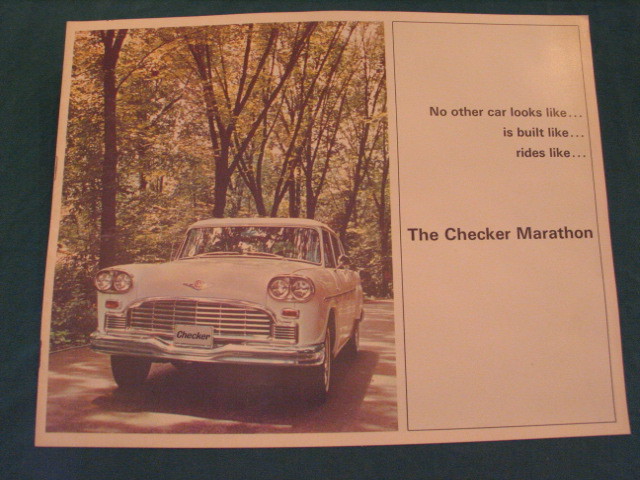 No other car looks like...
is built like...
rides like...
The Checker Marathon
Checker